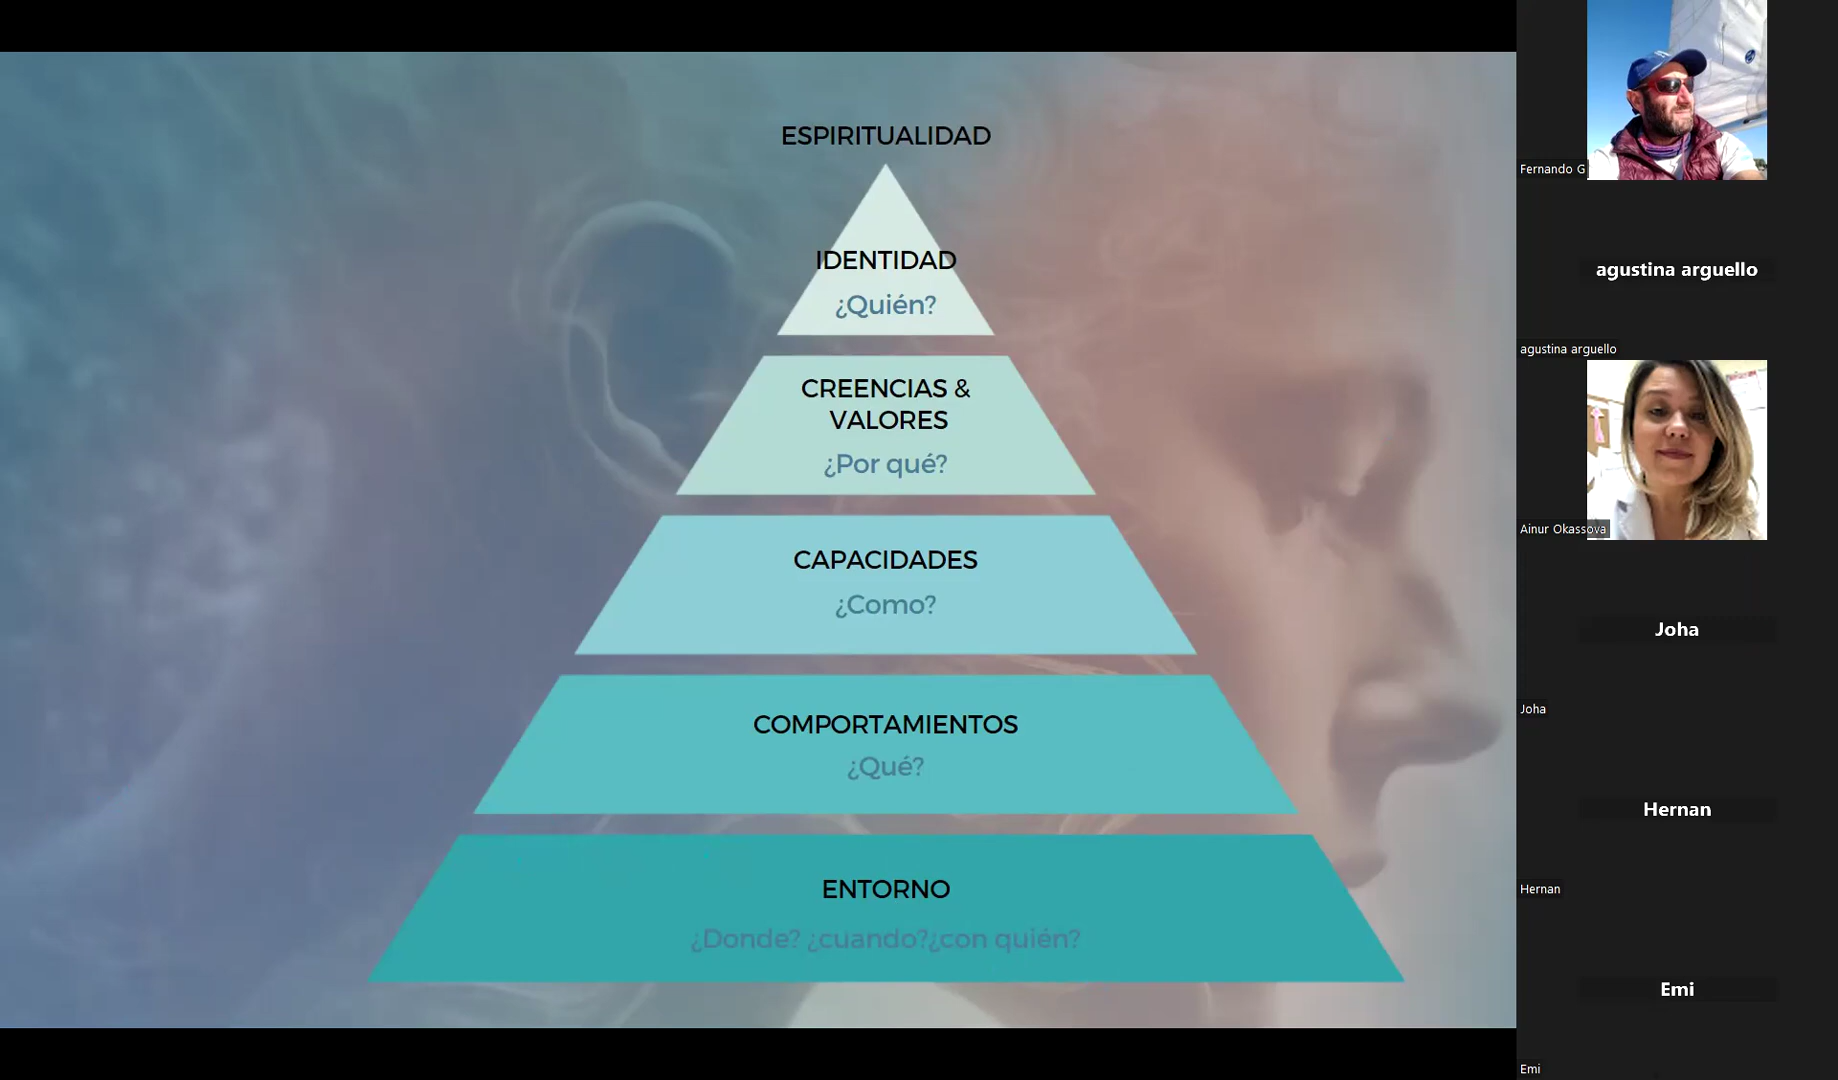 ESPIRITUALIDAD
IDENTIDAD
¿Quién?
CREENCIAS &
VALORES
¿Por qué?
CAPACIDADES
¿Como?
COMPORTAMIENTOS
¿Qué?
ENTORNO
¿Donde? ¿cuando?¿con quién?
Fernando G
agustina arguello
agustina arguello
Ainur Okassova
Joha
Joha
Hernan
Hernan
Emi
Emi